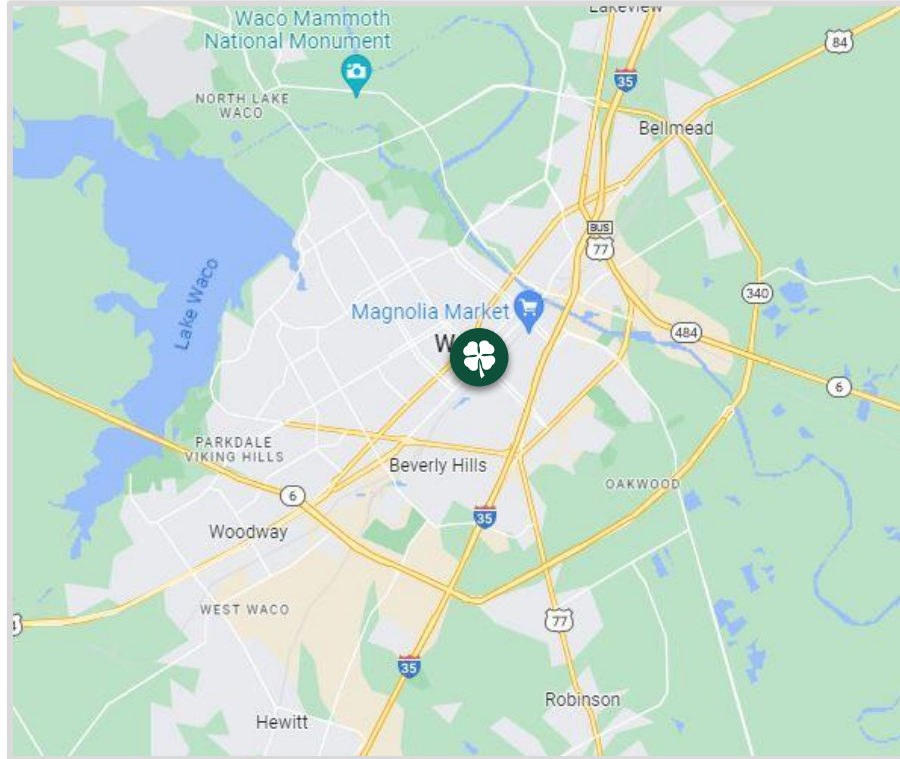 Lakeview
Waco Mammoth
National Monument
84
35
NORTH LAKE
WACO
Bellmead
BUS
77
Lake Waco
340
Magnolia Market
484
W
6
PARKDALE
VIKING HILLS
Beverly Hills
OAKWOOD
6
35
Woodway
WEST WACO
77
35
Robinson
Hewitt